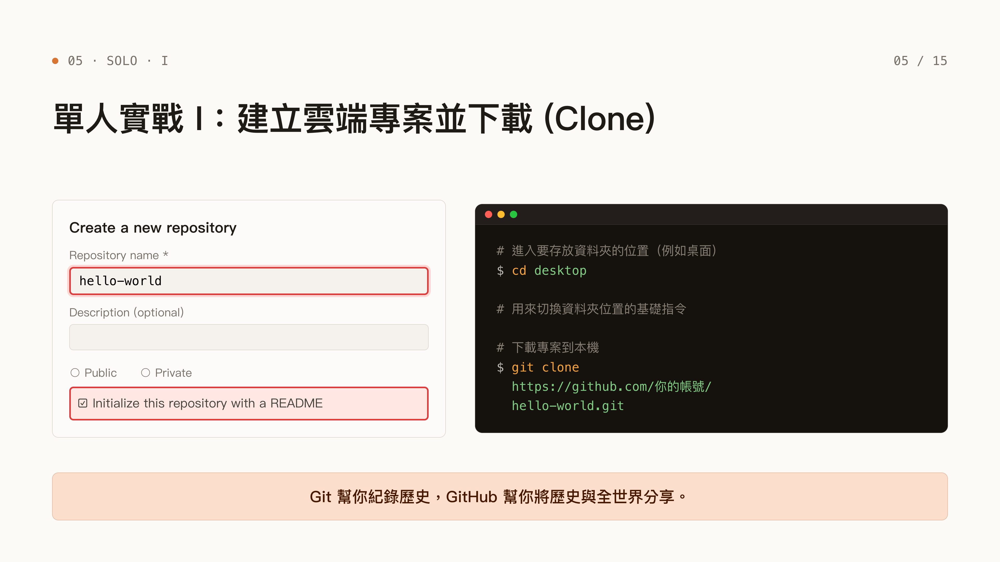 05 · SOLO · I
05 / 15
單人實戰 I：建立雲端專案並下載 (Clone)
Create a new repository
Repository name *
hello-world
Description (optional)
Public
Private
Initialize this repository with a README
# 進入要存放資料夾的位置（例如桌面）
$ cd desktop
# 用來切換資料夾位置的基礎指令
# 下載專案到本機
$ git clone
https://github.com/你的帳號/
hello-world.git
Git 幫你紀錄歷史，GitHub 幫你將歷史與全世界分享。